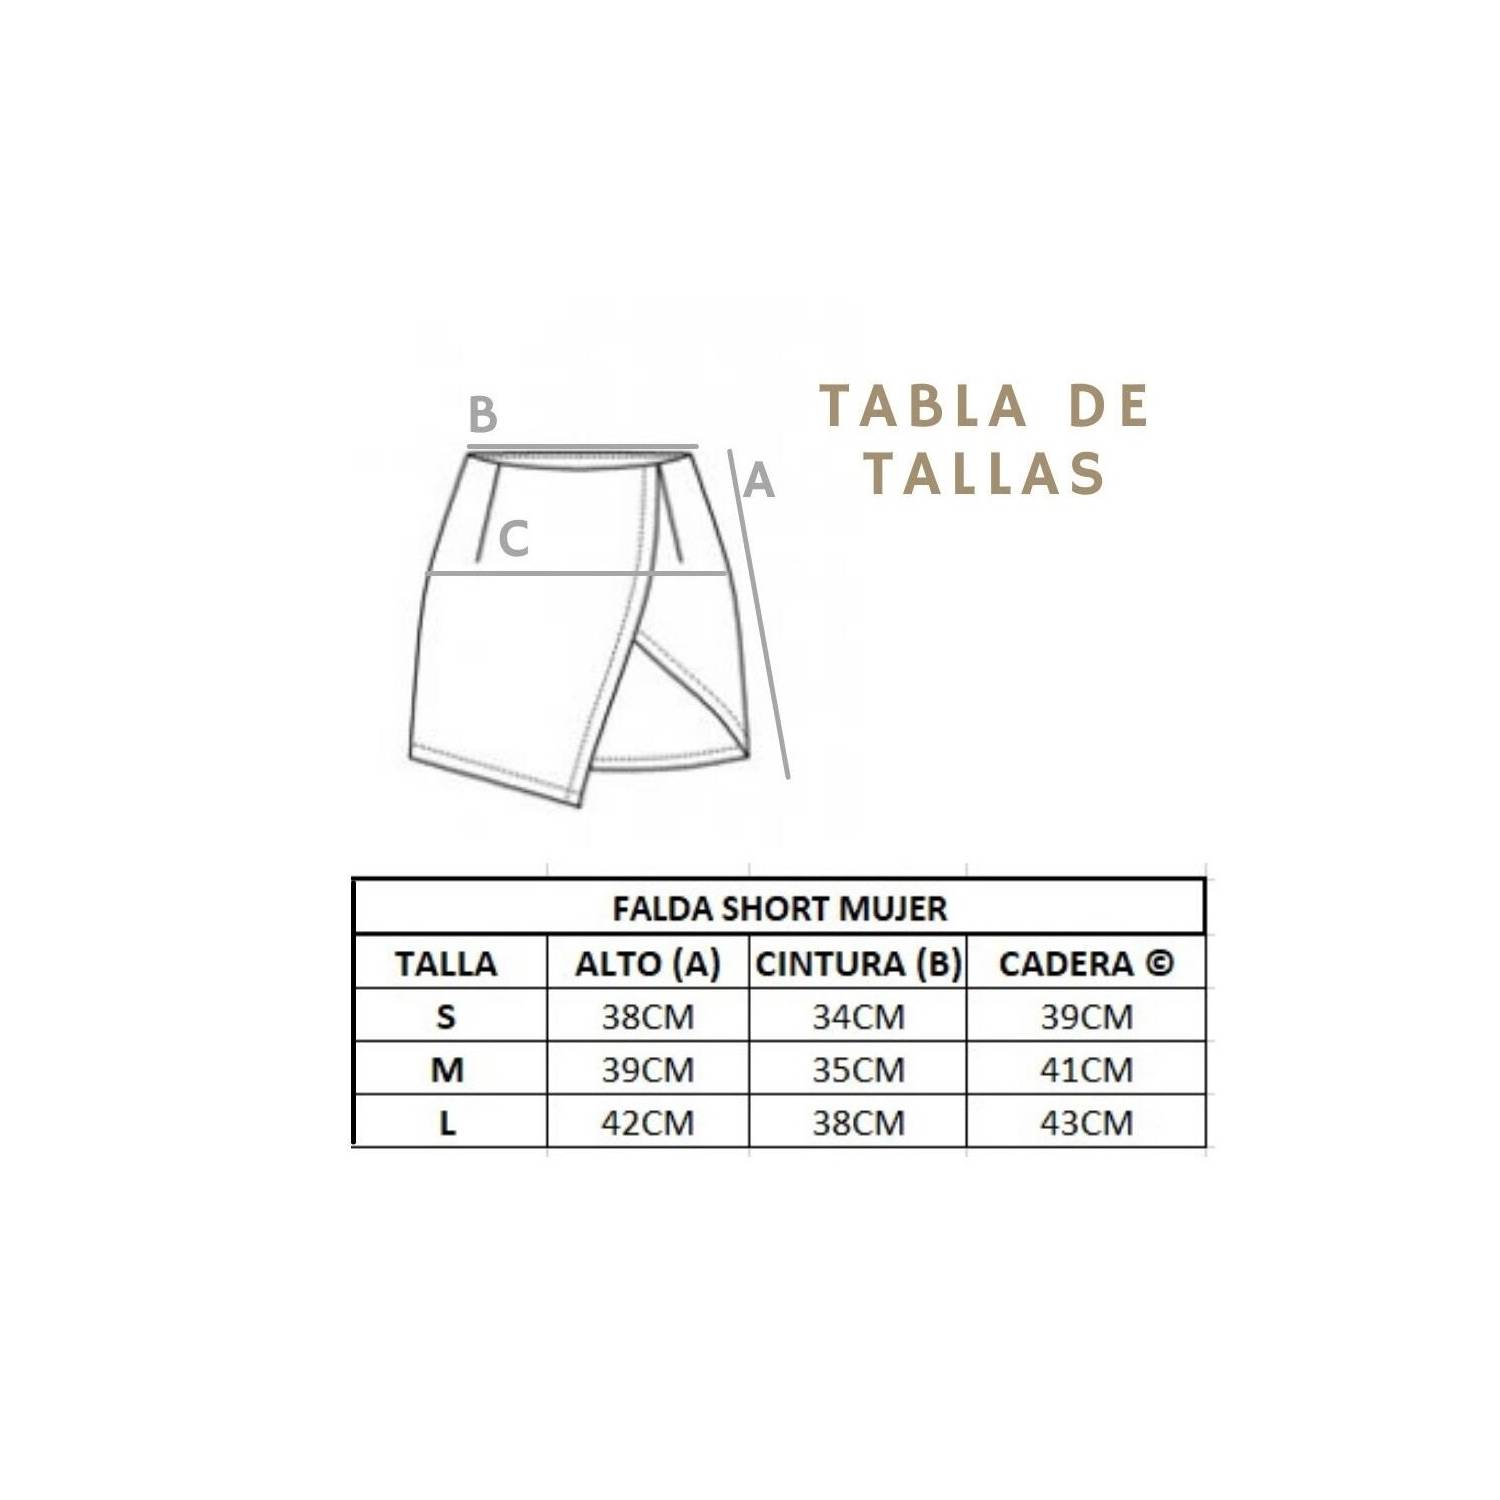 TABLA DE
TALLAS
B
A
C
FALDA SHORT MUJER
TALLA ALTO (A) CINTURA (B) CADERA ©
S 38CM 34CM 39CM
M 39CM 35CM 41CM
L 42CM 38CM 43CM